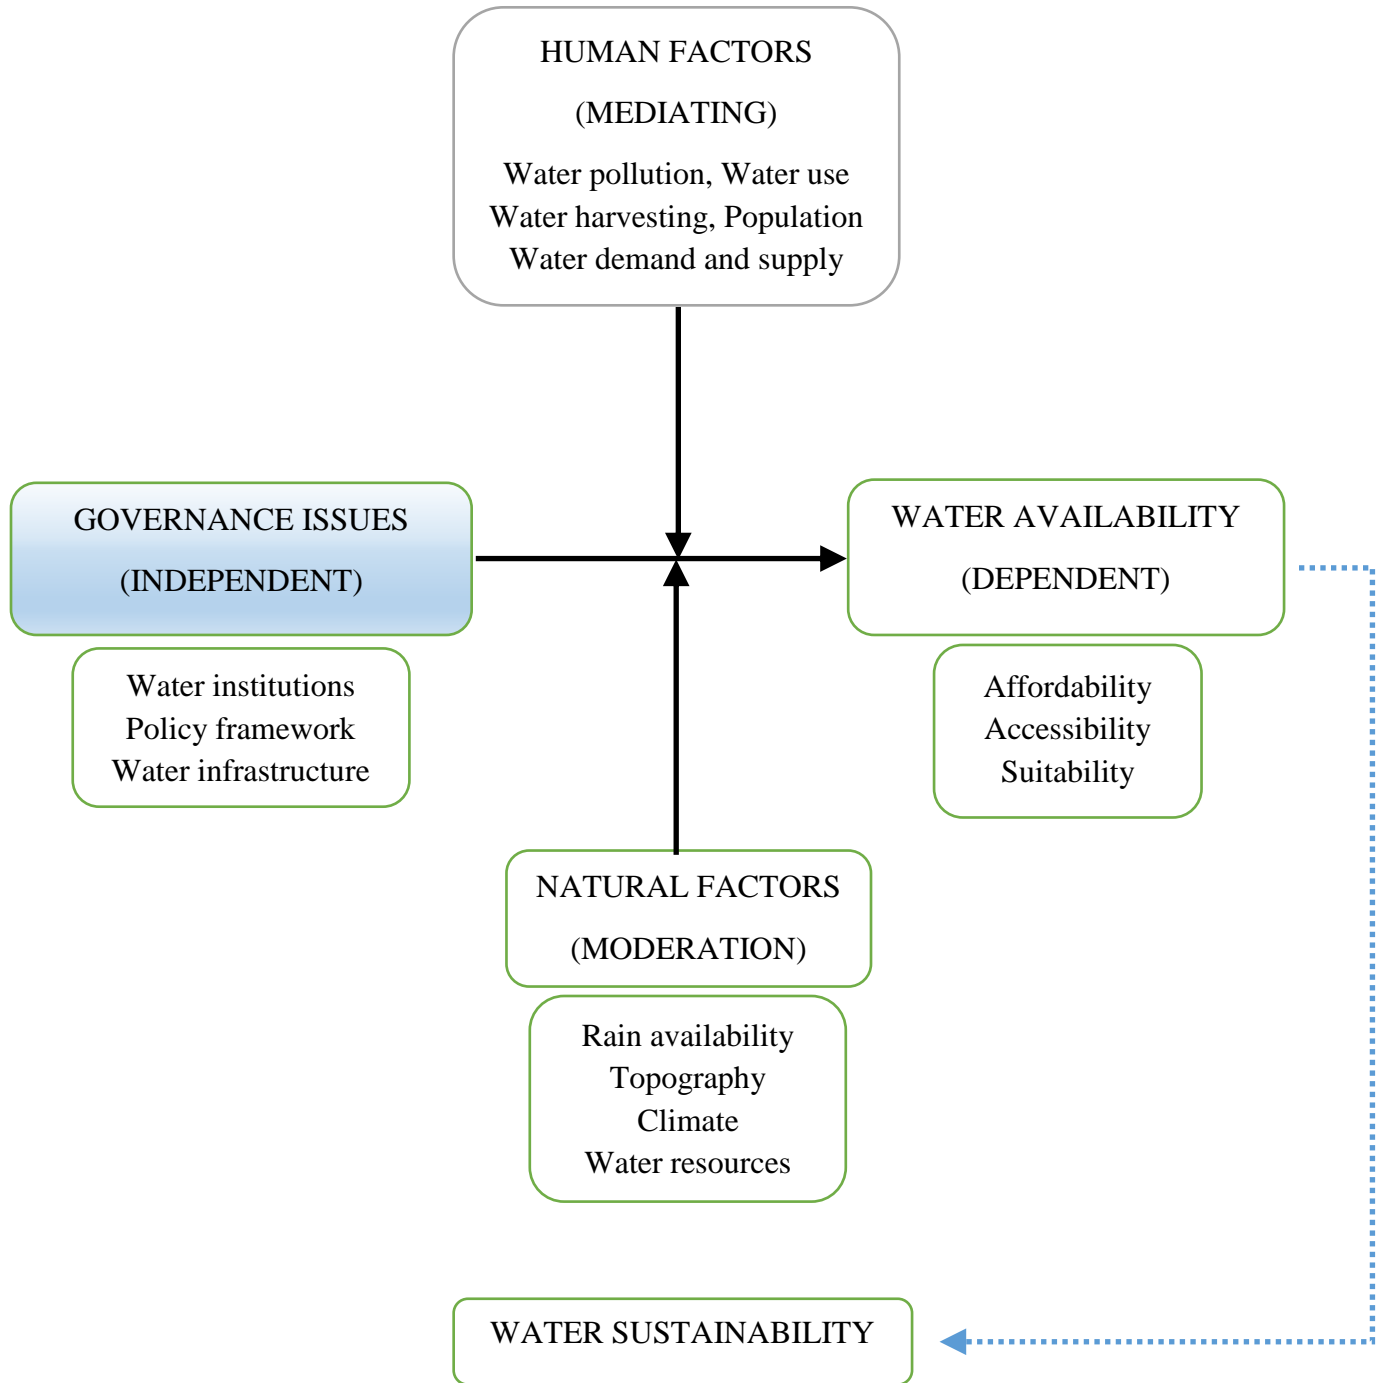 HUMAN FACTORS
(MEDIATING)
Water pollution, Water use
Water harvesting, Population
Water demand and supply
GOVERNANCE ISSUES
(INDEPENDENT)
Water institutions
Policy framework
Water infrastructure
WATER AVAILABILITY
(DEPENDENT)
Affordability
Accessibility
Suitability
NATURAL FACTORS
(MODERATION)
Rain availability
Topography
Climate
Water resources
WATER SUSTAINABILITY